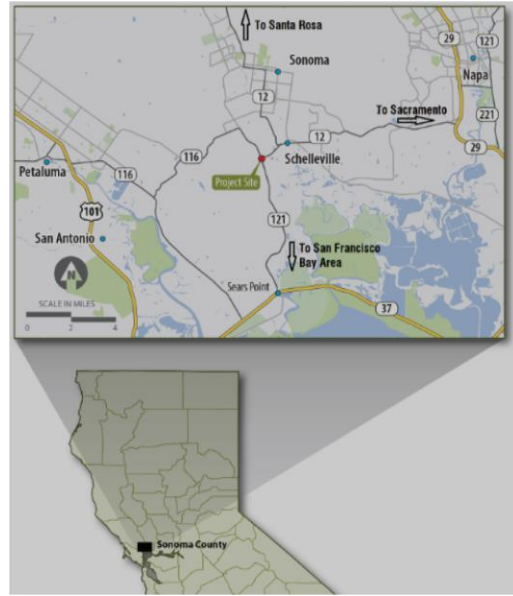 To Santa Rosa
29
121
Sonoma
Napa
12
To Sacramento
221
116
12
Schelleville
29
Petaluma
116
Project Site
101
121
San Antonio
To San Francisco
Bay Area
N
Sears Point
SCALE IN MILES
37
0 2 4
Sonoma County